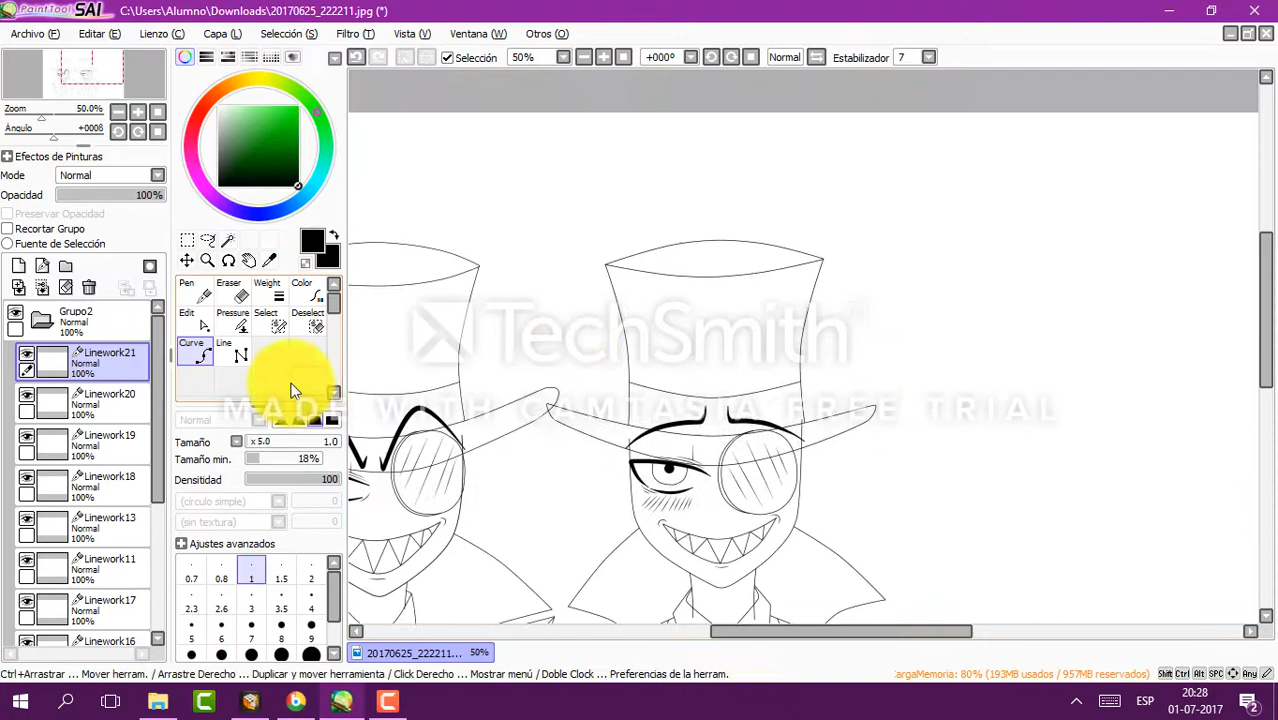 PaintTool SAI C:\Users\Alumno\Downloads\20170625_222211.jpg (*)
Archivo (F) Editar (E) Lienzo (C) Capa (L) Selección (S) Filtro (T) Vista (V) Ventana (W) Otros (O)
Selección 50% +000º Normal Estabilizador 7
Zoom 50.0%
Ángulo +000ß
Efectos de Pinturas
Mode Normal
Opacidad 100%
Preservar Opacidad
Recortar Grupo
Fuente de Selección
Grupo2
Normal
100%
Linework21
Normal
100%
Linework20
Normal
100%
Linework19
Normal
100%
Linework18
Normal
100%
Linework13
Normal
100%
Linework11
Normal
100%
Linework17
Normal
100%
Linework16
Pen Eraser Weight Color
Edit Pressure Select Deselect
Curve Line
Normal
Tamaño x 5.0 1.0
Tamaño min. 18%
Densitidad 100
(circulo simple) 0
(sin textura) 0
Ajustes avanzados
0.7 0.8 1 1.5 2
2.3 2.6 3 3.5 4
5 6 7 8 9
TechSmith
MADE WITH CAMTASIA FREE TRIAL
20170625_222211... 50%
Ctrl+Arrastrar ... Mover herram. / Arrastre Derecho ... Duplicar y mover herramienta / Click Derecho ... Mostrar menú / Doble Clock ... Preferencias de la herram.
argaMemoria: 80% (193MB usados / 957MB reservados) Shift Ctrl Alt SPC Any
ESP 20:28
01-07-2017
2